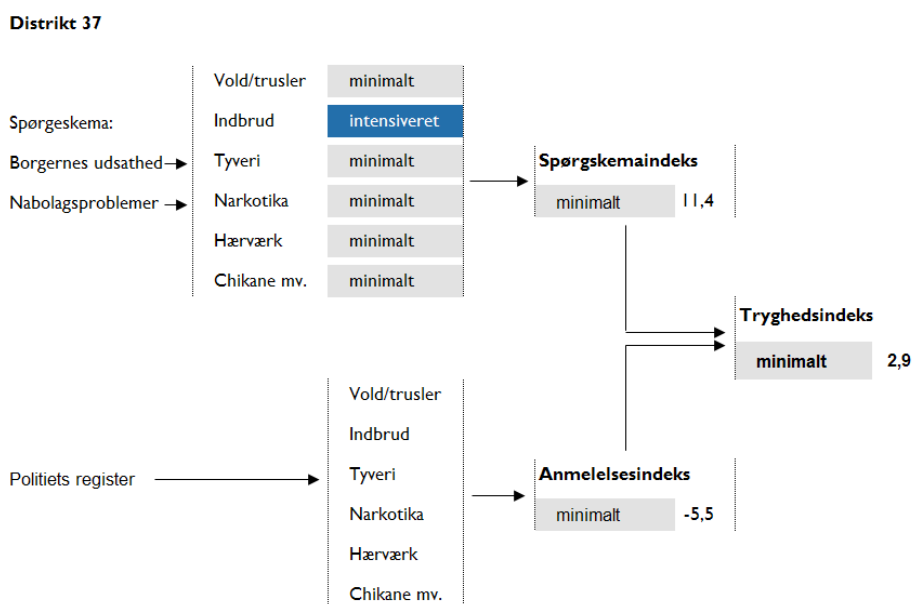 Distrikt 37
Vold/trusler minimalt
Spørgeskema: Indbrud intensiveret
Borgernes udsathed Tyveri minimalt
Nabolagsproblemer Narkotika minimalt
Hærværk minimalt
Chikane mv. minimalt
Spørgskemaindeks
minimalt 11,4
Tryghedsindeks
minimalt 2,9
Politiets register
Vold/trusler
Indbrud
Tyveri
Narkotika
Hærværk
Chikane mv.
Anmelelsesindeks
minimalt -5,5